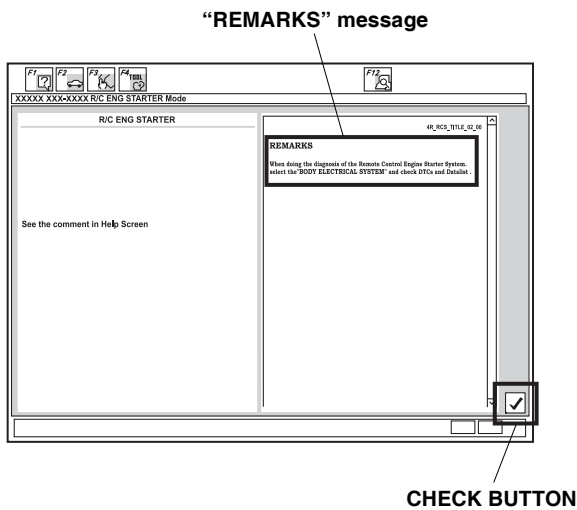 “REMARKS” message
F1 F2 F3 F4 TOOL F12
XXXXX XXX-XXXX R/C ENG STARTER Mode
R/C ENG STARTER
See the comment in Help Screen
4R_RCS_TITLE_02_00
REMARKS
When doing the diagnosis of the Remote Control Engine Starter System.
select the"BODY ELECTRICAL SYSTEM" and check DTCs and Datalist .
CHECK BUTTON